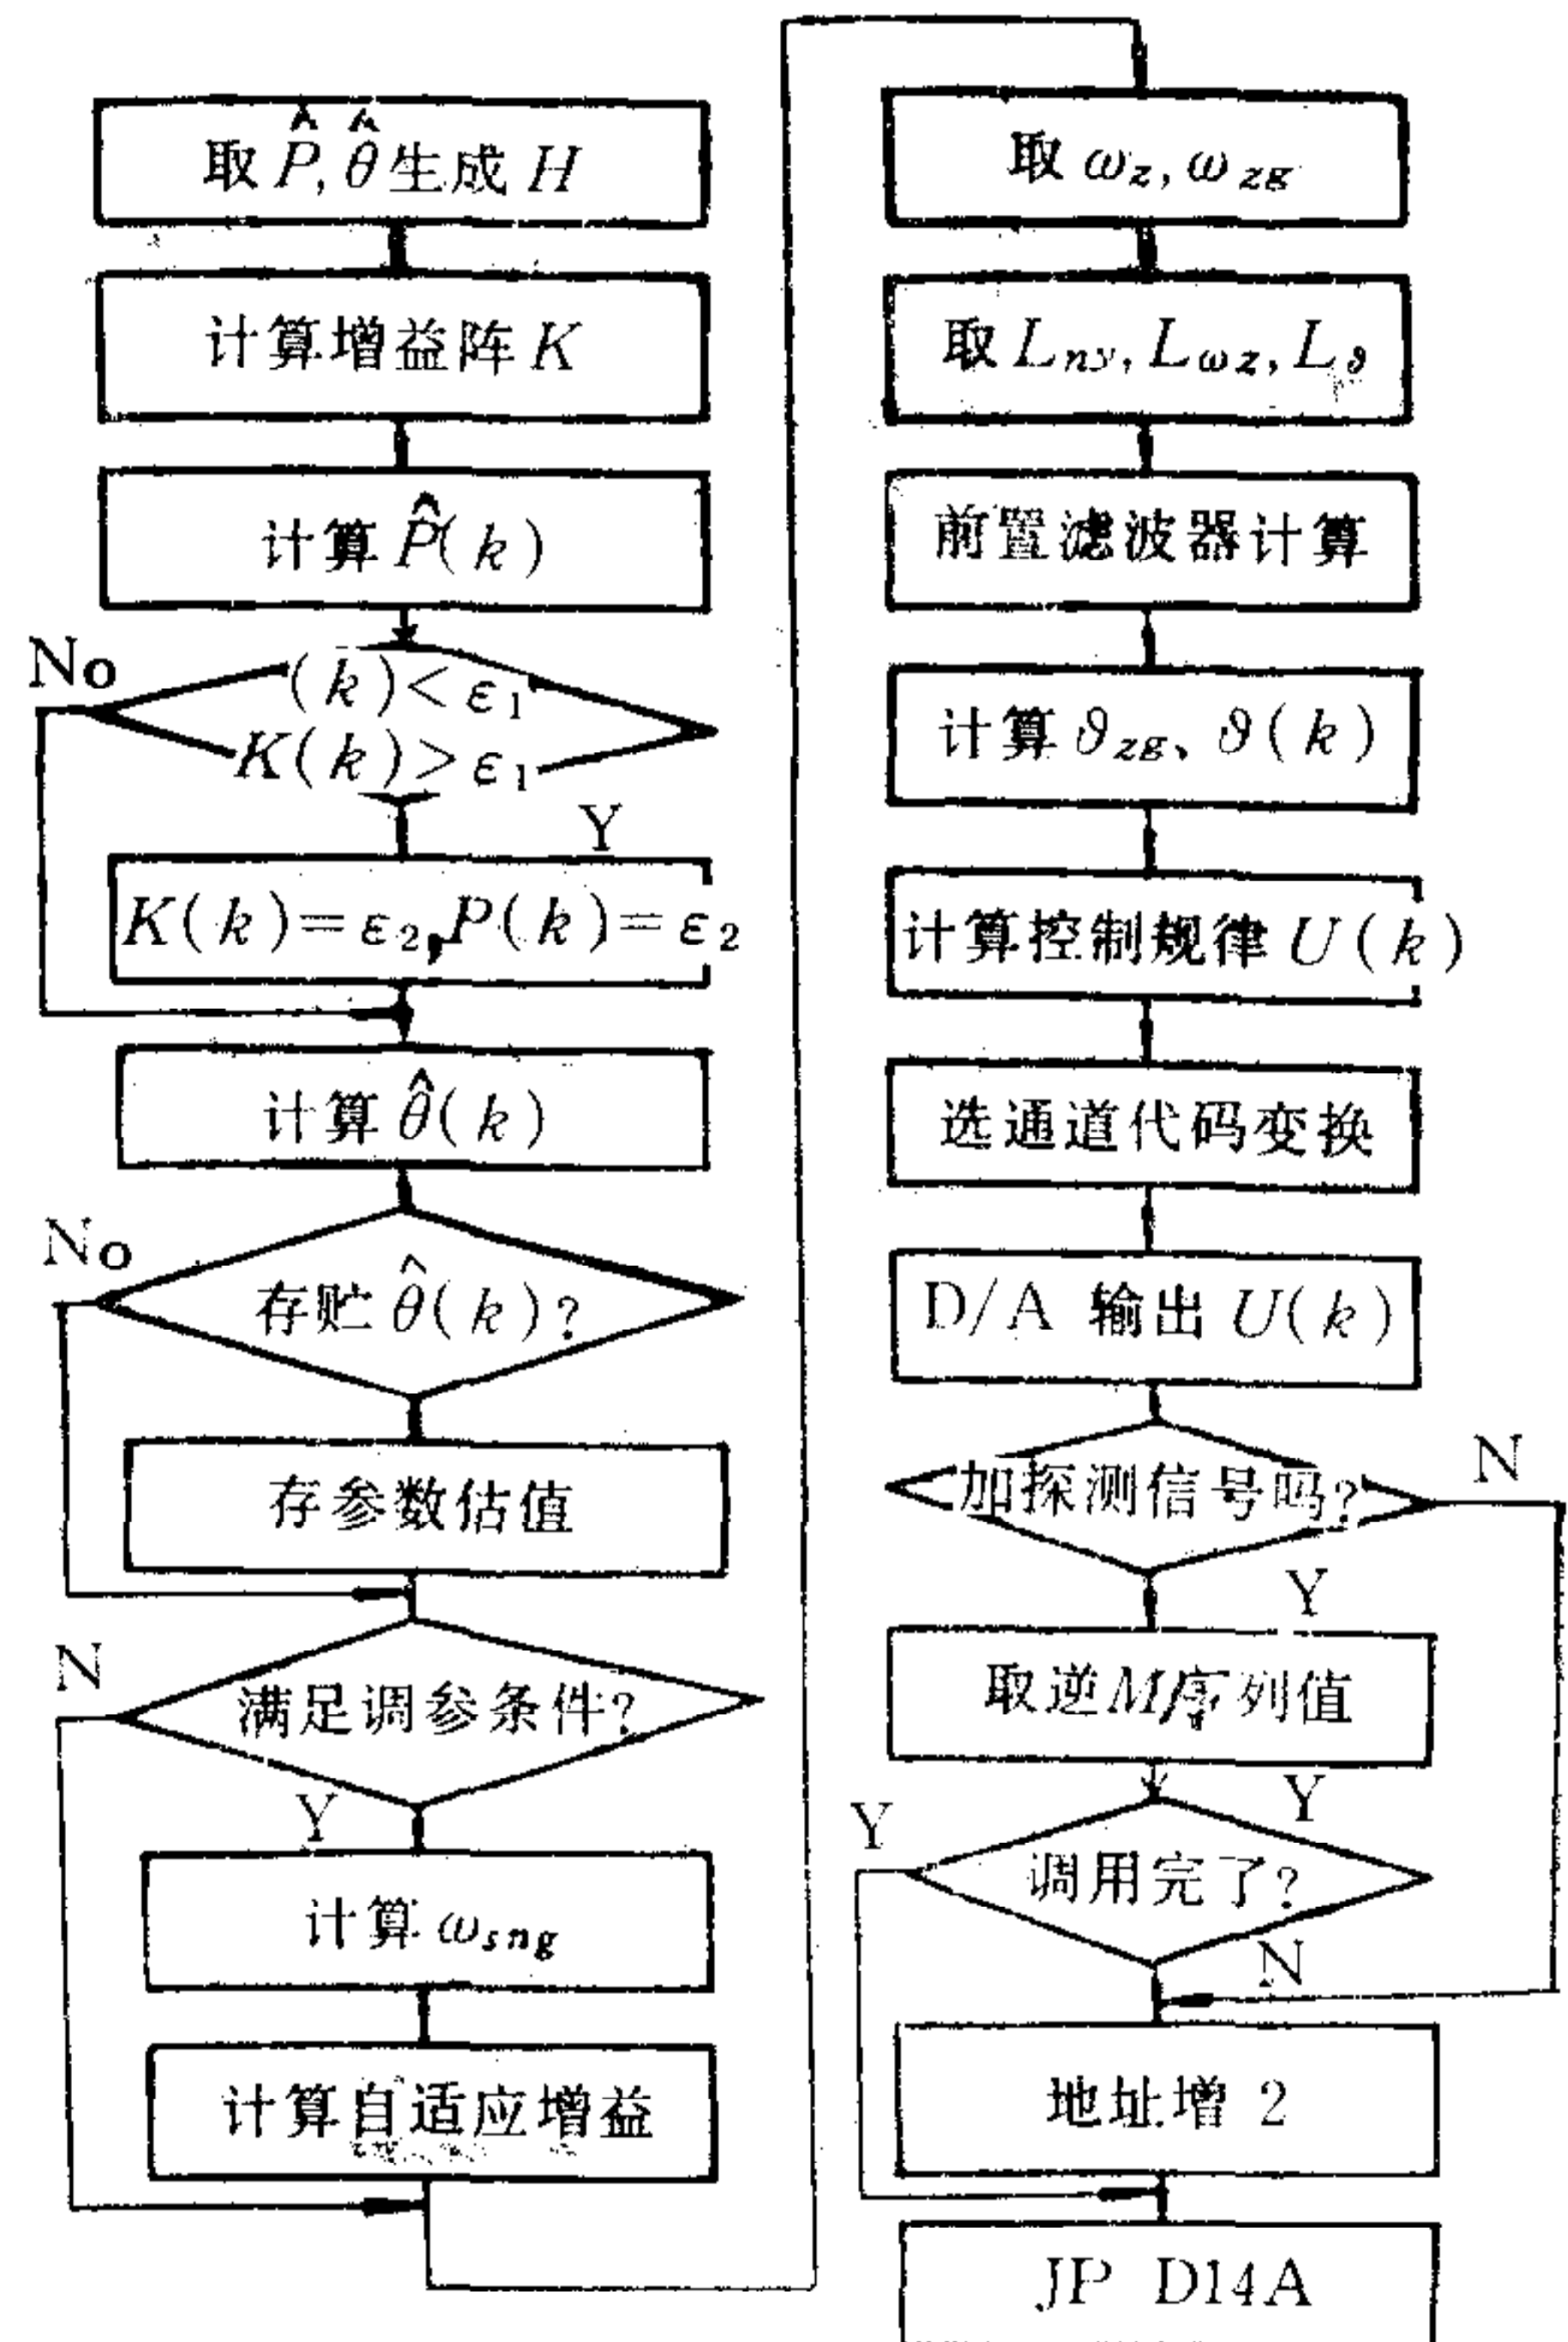 取 P̂, θ̂ 生成 H
计算增益阵 K
计算 P̂(k)
No
(k)<ε₁
K(k)>ε₁
Y
K(k)=ε₂,P(k)=ε₂
计算 θ̂(k)
No
存贮 θ̂(k)?
存参数估值
N
满足调参条件?
Y
计算 ωsng
计算自适应增益
取 ωz, ωzg
取 Lny, Lωz, Lϑ
前置滤波器计算
计算 ϑzg、ϑ(k)
计算控制规律 U(k)
选通道代码变换
D/A 输出 U(k)
加探测信号吗?
N
Y
取逆M序列值
Y
Y
调用完了?
N
地址增 2
JP D14A